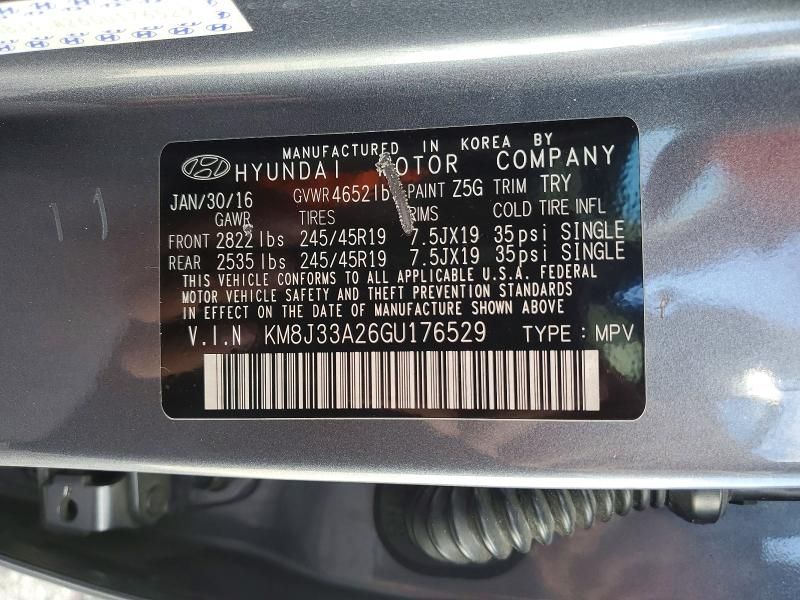 MANUFACTURED IN KOREA BY
HYUNDAI MOTOR COMPANY
JAN/30/16 GVWR 4652lb PAINT Z5G TRIM TRY
GAWR TIRES RIMS COLD TIRE INFL
FRONT 2822 lbs 245/45R19 7.5JX19 35psi SINGLE
REAR 2535 lbs 245/45R19 7.5JX19 35psi SINGLE
THIS VEHICLE CONFORMS TO ALL APPLICABLE U.S.A. FEDERAL
MOTOR VEHICLE SAFETY AND THEFT PREVENTION STANDARDS
IN EFFECT ON THE DATE OF MANUFACTURE SHOWN ABOVE
V.I.N KM8J33A26GU176529 TYPE : MPV